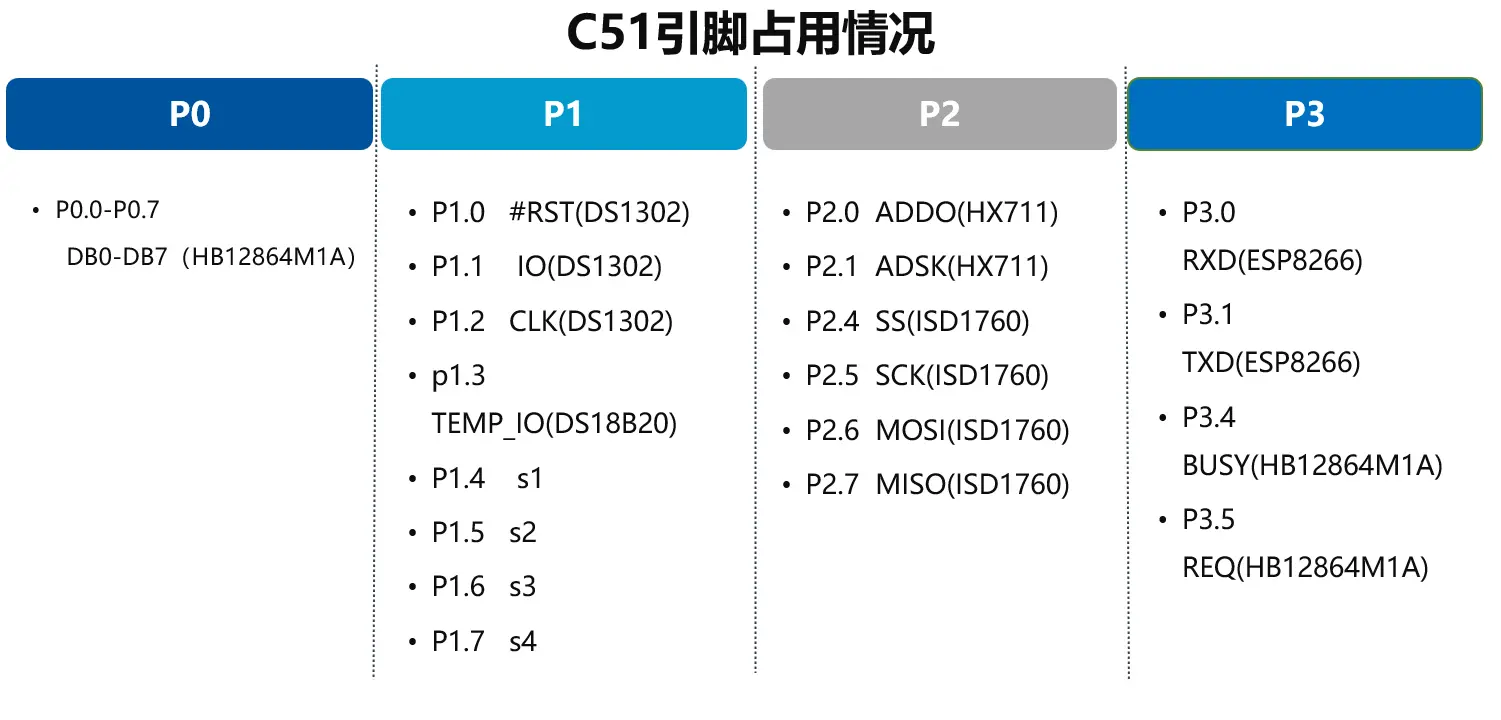 C51引脚占用情况
P0
P1
P2
P3
• P0.0-P0.7
DB0-DB7（HB12864M1A）
• P1.0 #RST(DS1302)
• P1.1 IO(DS1302)
• P1.2 CLK(DS1302)
• p1.3
TEMP_IO(DS18B20)
• P1.4 s1
• P1.5 s2
• P1.6 s3
• P1.7 s4
• P2.0 ADDO(HX711)
• P2.1 ADSK(HX711)
• P2.4 SS(ISD1760)
• P2.5 SCK(ISD1760)
• P2.6 MOSI(ISD1760)
• P2.7 MISO(ISD1760)
• P3.0
RXD(ESP8266)
• P3.1
TXD(ESP8266)
• P3.4
BUSY(HB12864M1A)
• P3.5
REQ(HB12864M1A)